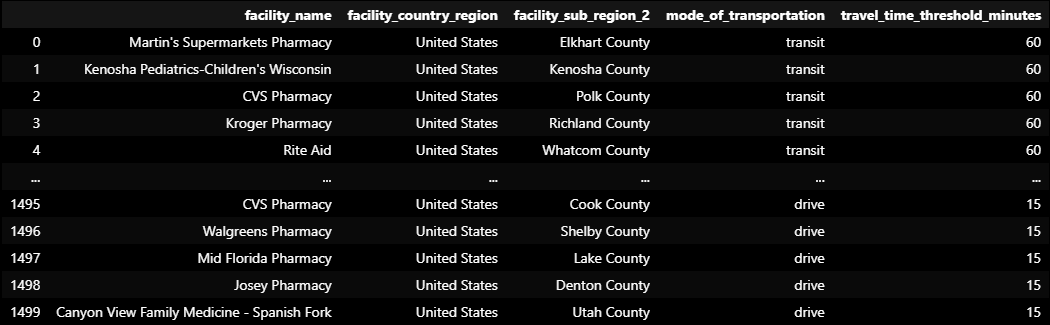 facility_name facility_country_region facility_sub_region_2 mode_of_transportation travel_time_threshold_minutes
0 Martin's Supermarkets Pharmacy United States Elkhart County transit 60
1 Kenosha Pediatrics-Children's Wisconsin United States Kenosha County transit 60
2 CVS Pharmacy United States Polk County transit 60
3 Kroger Pharmacy United States Richland County transit 60
4 Rite Aid United States Whatcom County transit 60
... ... ... ... ... ...
1495 CVS Pharmacy United States Cook County drive 15
1496 Walgreens Pharmacy United States Shelby County drive 15
1497 Mid Florida Pharmacy United States Lake County drive 15
1498 Josey Pharmacy United States Denton County drive 15
1499 Canyon View Family Medicine - Spanish Fork United States Utah County drive 15